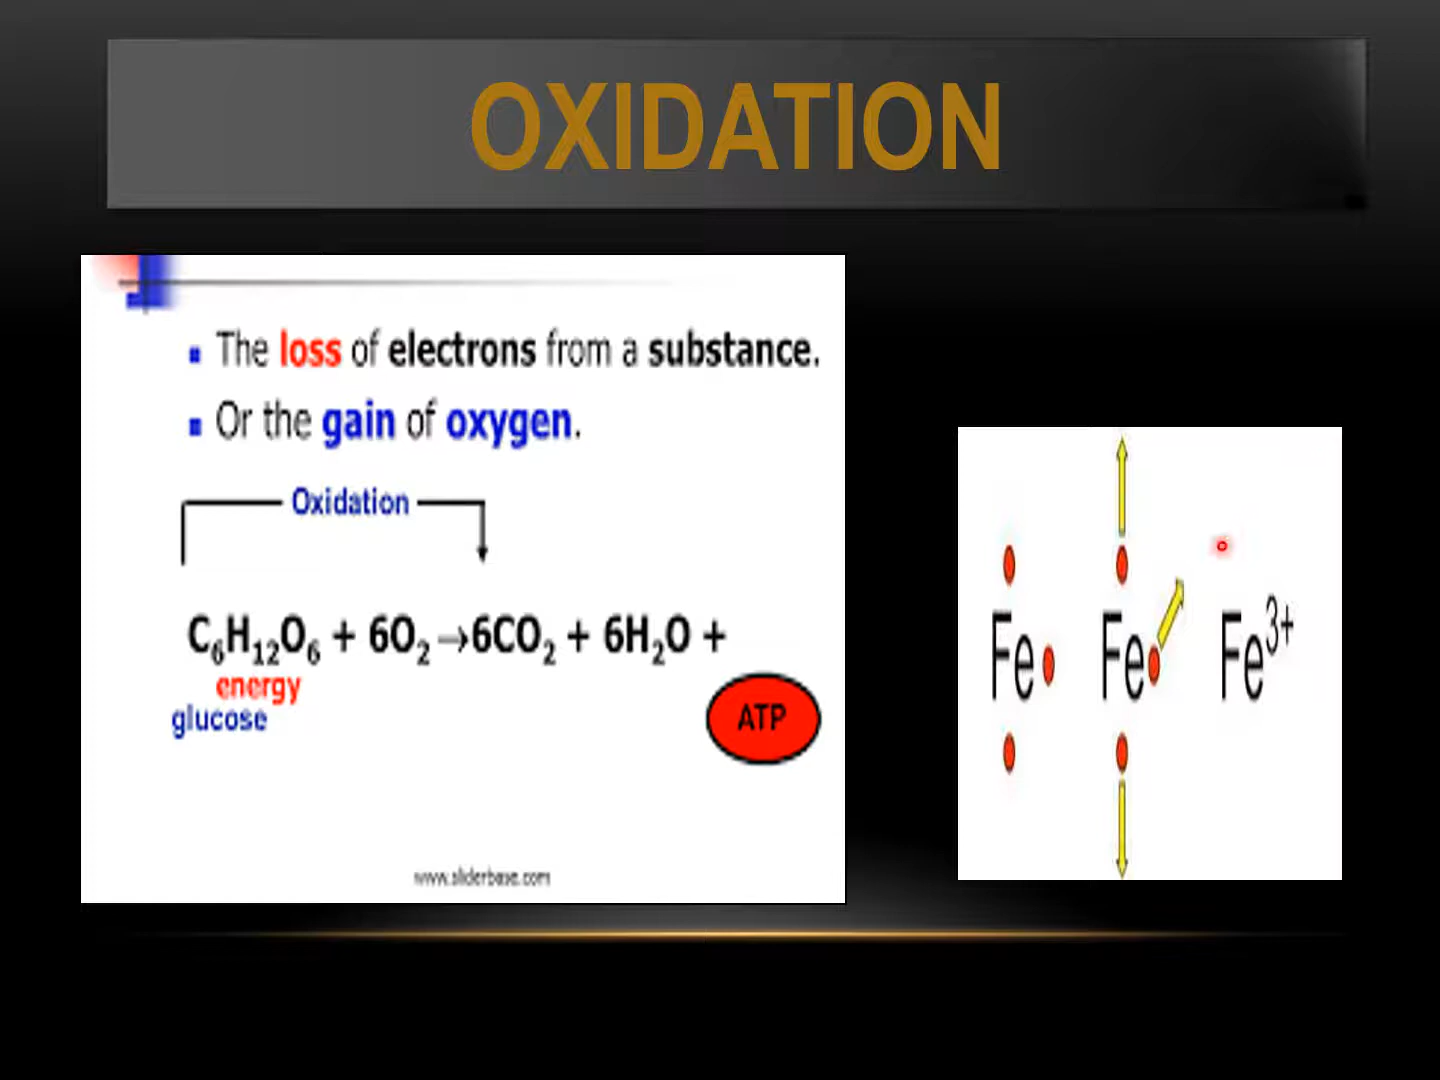 OXIDATION
The loss of electrons from a substance.
Or the gain of oxygen.
Oxidation
C₆H₁₂O₆ + 6O₂ →6CO₂ + 6H₂O +
energy
glucose
ATP
www.sliderbase.com
Fe Fe Fe³⁺